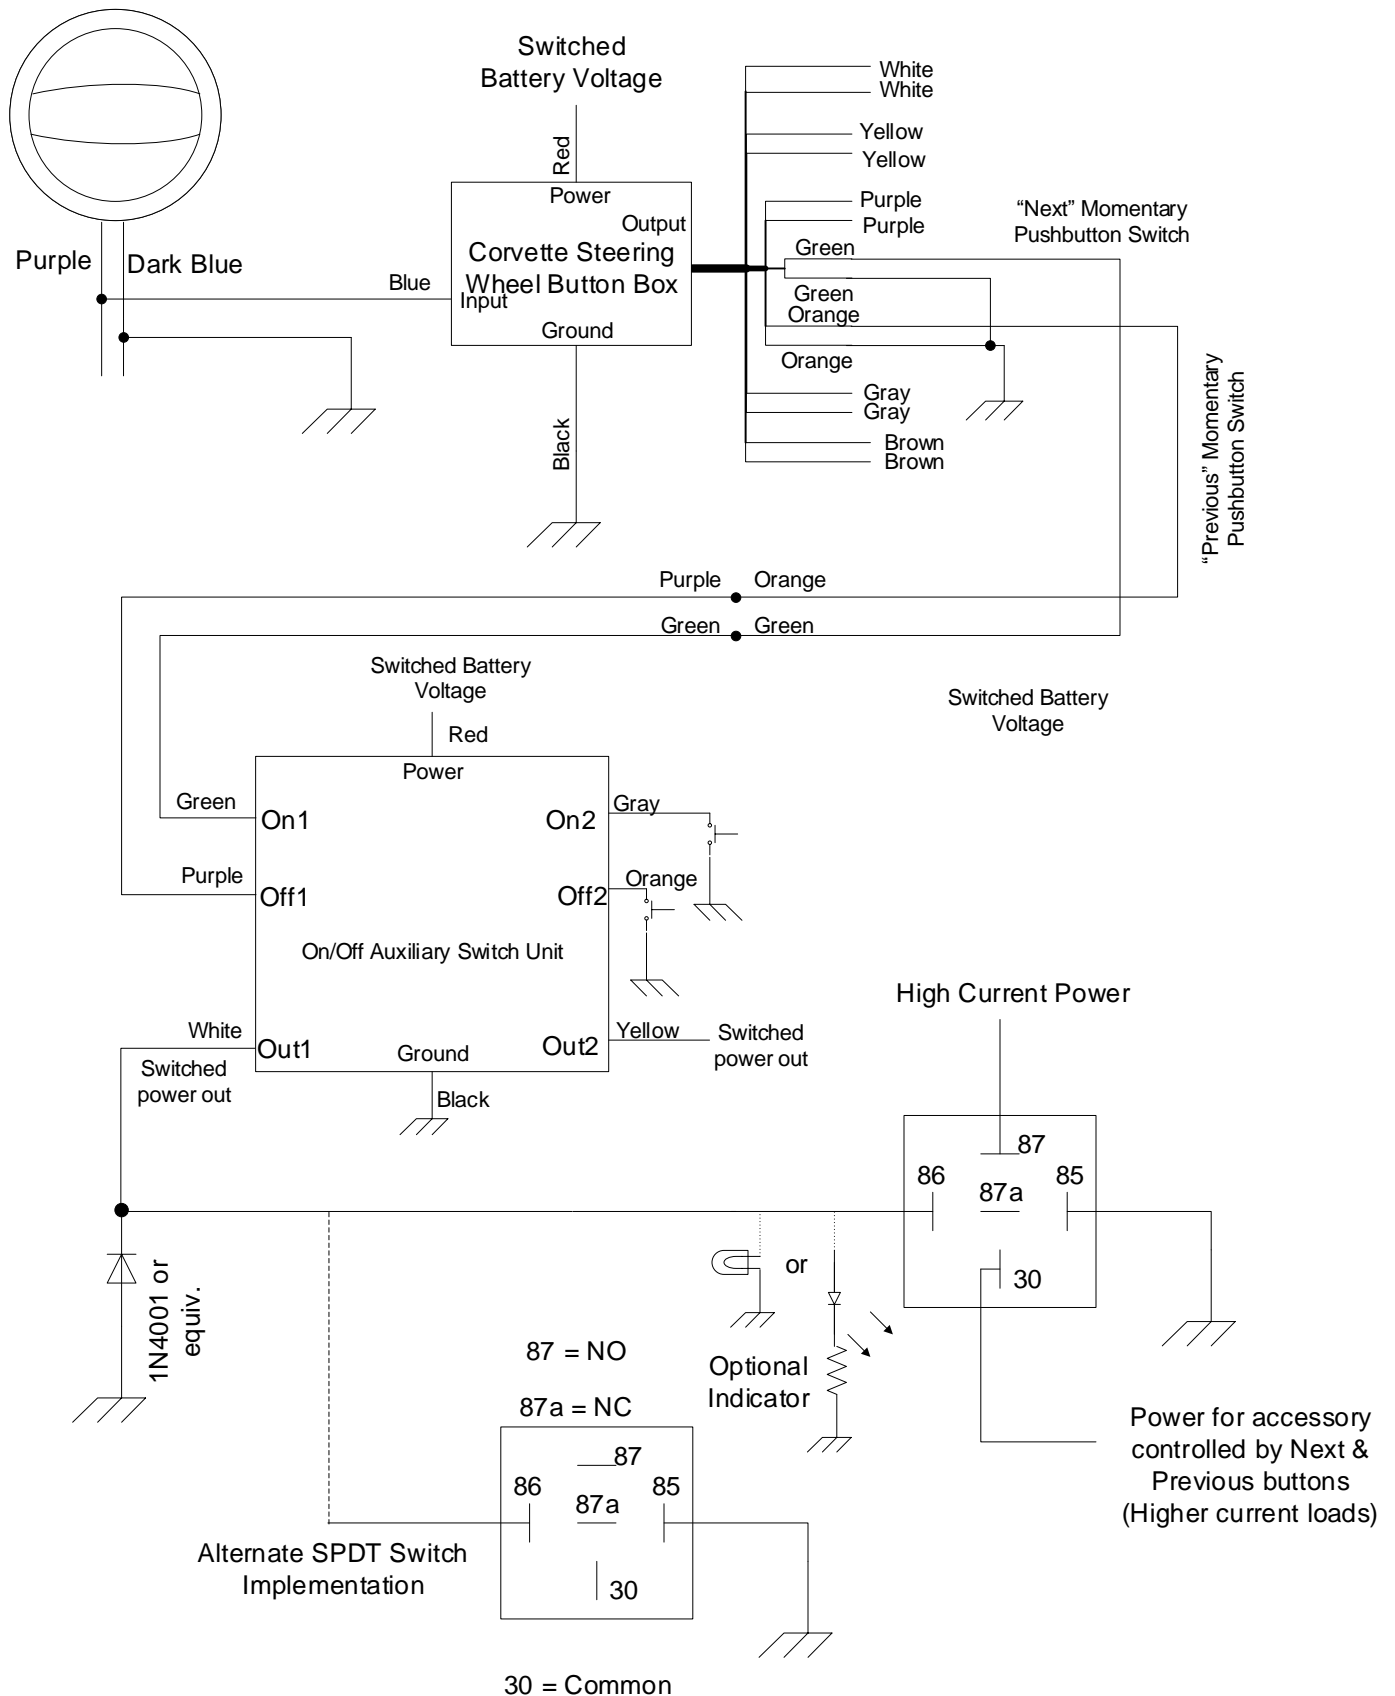 Switched
Battery Voltage
White
White
Red
Yellow
Yellow
Power
Purple
Purple
Output
"Next" Momentary
Pushbutton Switch
Purple
Dark Blue
Corvette Steering
Wheel Button Box
Green
Blue
Input
Green
Orange
Ground
Orange
Gray
Gray
Black
Brown
Brown
"Previous" Momentary
Pushbutton Switch
Purple
Orange
Green
Green
Switched Battery
Voltage
Switched Battery
Voltage
Red
Power
Green
On1
On2
Gray
Purple
Off1
Off2
Orange
On/Off Auxiliary Switch Unit
High Current Power
White
Out1
Switched
power out
Ground
Out2
Yellow
Switched
power out
Black
87
86
87a
85
30
1N4001 or
equiv.
or
Optional
Indicator
87 = NO
87a = NC
Power for accessory
controlled by Next &
Previous buttons
(Higher current loads)
87
86
87a
85
30
Alternate SPDT Switch
Implementation
30 = Common